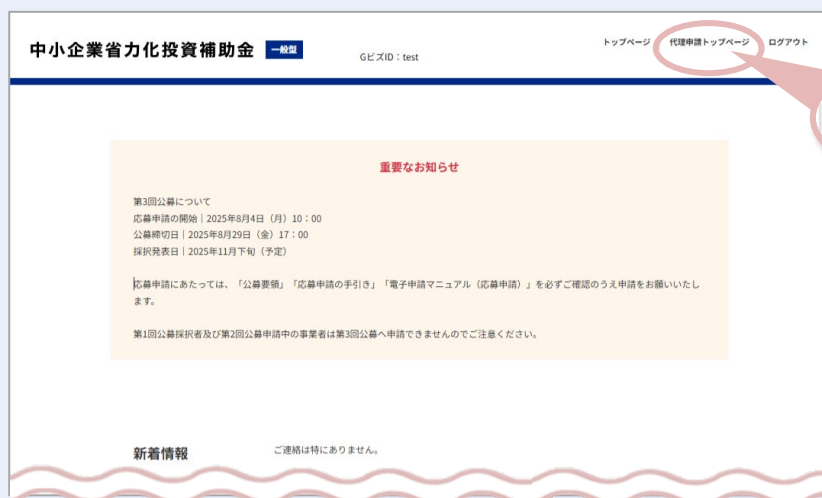 中小企業省力化投資補助金 一般型
GビズID：test
トップページ 代理申請トップページ ログアウト
重要なお知らせ
第3回公募について
応募申請の開始｜2025年8月4日（月）10：00
公募締切日｜2025年8月29日（金）17：00
採択発表日｜2025年11月下旬（予定）
応募申請にあたっては、「公募要領」「応募申請の手引き」「電子申請マニュアル（応募申請）」を必ずご確認のうえ申請をお願いいたし
ます。
第1回公募採択者及び第2回公募申請中の事業者は第3回公募へ申請できませんのでご注意ください。
新着情報 ご連絡は特にありません。